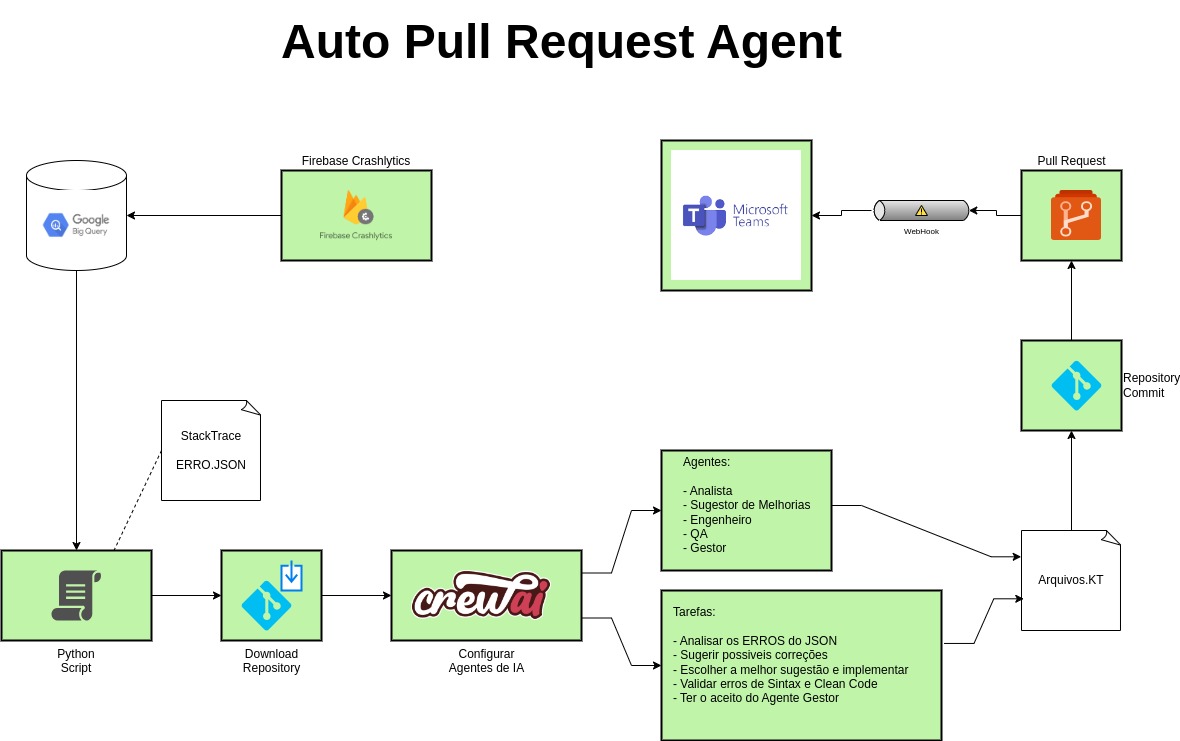 Auto Pull Request Agent
Firebase Crashlytics
Pull Request
Google
Big Query
Firebase Crashlytics
Microsoft
Teams
WebHook
Repository
Commit
StackTrace
ERRO.JSON
Agentes:
- Analista
- Sugestor de Melhorias
- Engenheiro
- QA
- Gestor
Arquivos.KT
crewai
Tarefas:
- Analisar os ERROS do JSON
- Sugerir possiveis correções
- Escolher a melhor sugestão e implementar
- Validar erros de Sintax e Clean Code
- Ter o aceito do Agente Gestor
Python
Script
Download
Repository
Configurar
Agentes de IA